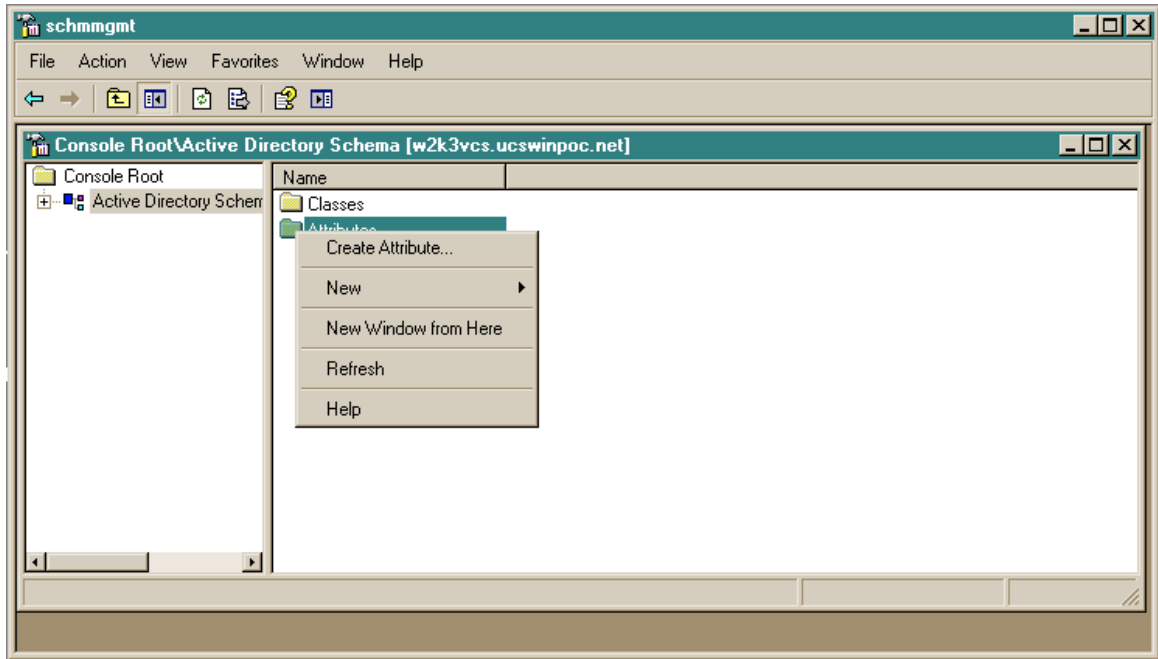 schmmgmt
File Action View Favorites Window Help
Console Root\Active Directory Schema [w2k3vcs.ucswinpoc.net]
Console Root
Name
Active Directory Schem
Classes
Attributes
Create Attribute...
New
New Window from Here
Refresh
Help